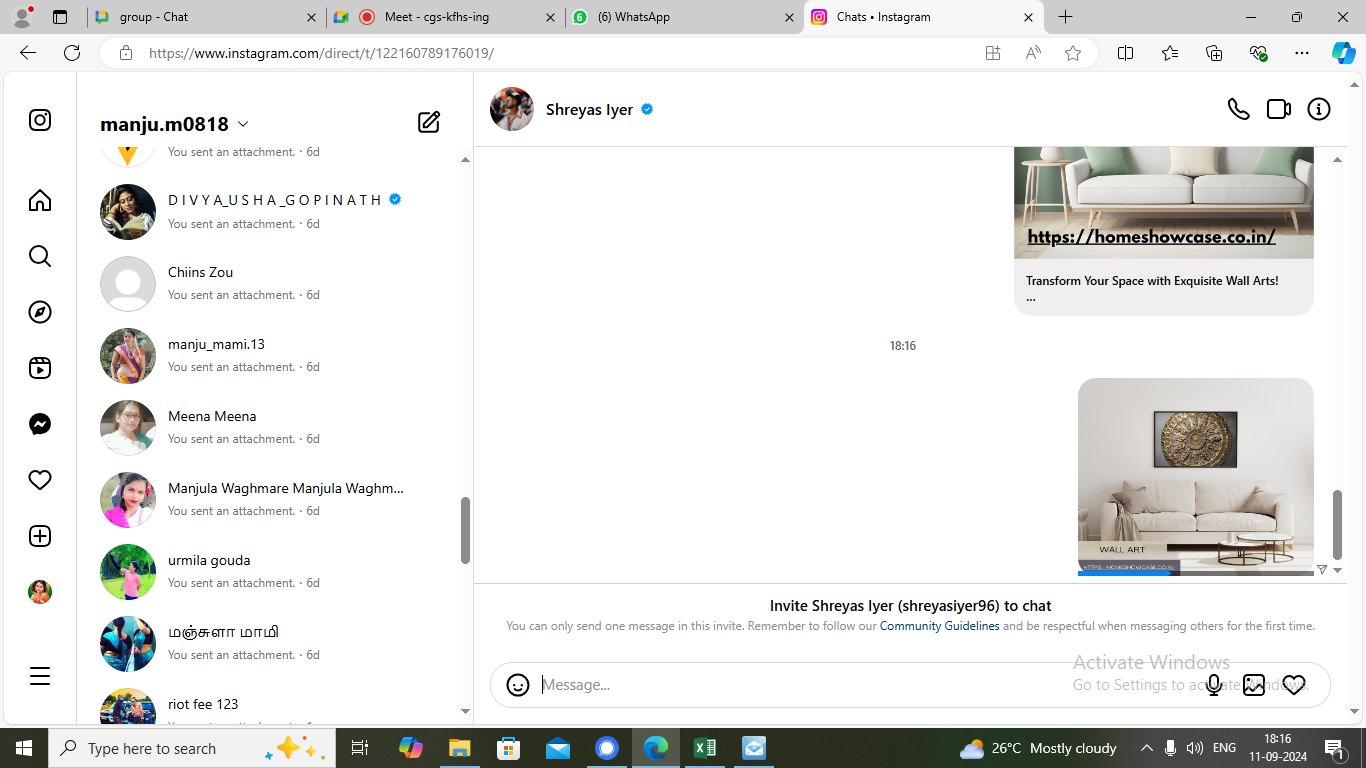 group - Chat
Meet - cgs-kfhs-ing
(6) WhatsApp
Chats • Instagram
https://www.instagram.com/direct/t/122160789176019/
manju.m0818
You sent an attachment. · 6d
D I V Y A_U S H A _G O P I N A T H
You sent an attachment. · 6d
Chiins Zou
You sent an attachment. · 6d
manju_mami.13
You sent an attachment. · 6d
Meena Meena
You sent an attachment. · 6d
Manjula Waghmare Manjula Waghm...
You sent an attachment. · 6d
urmila gouda
You sent an attachment. · 6d
மஞ்சுளா மாமி
You sent an attachment. · 6d
riot fee 123
Shreyas Iyer
https://homeshowcase.co.in/
Transform Your Space with Exquisite Wall Arts!
...
18:16
WALL ART
HTTPS://HOMESHOWCASE.CO.IN/
Invite Shreyas Iyer (shreyasiyer96) to chat
You can only send one message in this invite. Remember to follow our Community Guidelines and be respectful when messaging others for the first time.
Message...
Activate Windows
Go to Settings to activate Windows.
Type here to search
26°C Mostly cloudy
ENG
18:16
11-09-2024
1